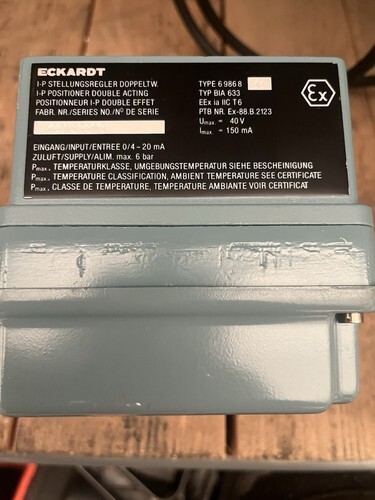 ECKARDT
I-P STELLUNGSREGLER DOPPELTW.
I-P POSITIONER DOUBLE ACTING
POSITIONNEUR I-P DOUBLE EFFET
FABR. NR./SERIES NO./Nº DE SERIE
TYPE 69868
TYP BIA 633
EEx ia IIC T6
PTB NR. Ex-88.B.2123
Umax. = 40 V
Imax. = 150 mA
Ex
EINGANG/INPUT/ENTREE 0/4-20 mA
ZULUFT/SUPPLY/ALIM. max. 6 bar
Pmax., TEMPERATURKLASSE, UMGEBUNGSTEMPERATUR SIEHE BESCHEINIGUNG
Pmax., TEMPERATURE CLASSIFICATION, AMBIENT TEMPERATURE SEE CERTIFICATE
Pmax., CLASSE DE TEMPERATURE, TEMPERATURE AMBIANTE VOIR CERTIFICAT